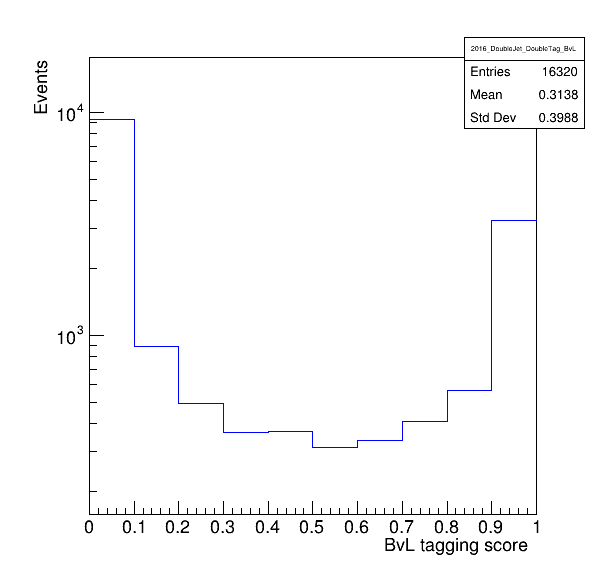 2016_DoubleJet_DoubleTag_BvL
Entries 16320
Mean 0.3138
Std Dev 0.3988
Events
10^4
10^3
0 0.1 0.2 0.3 0.4 0.5 0.6 0.7 0.8 0.9 1
BvL tagging score